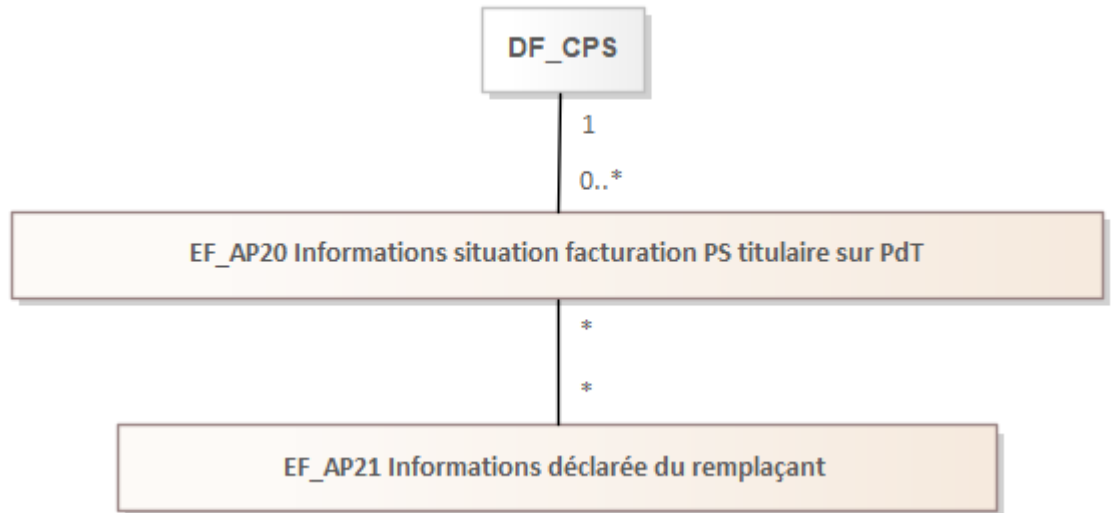 DF_CPS
1
0..*
EF_AP20 Informations situation facturation PS titulaire sur PdT
*
*
EF_AP21 Informations déclarée du remplaçant